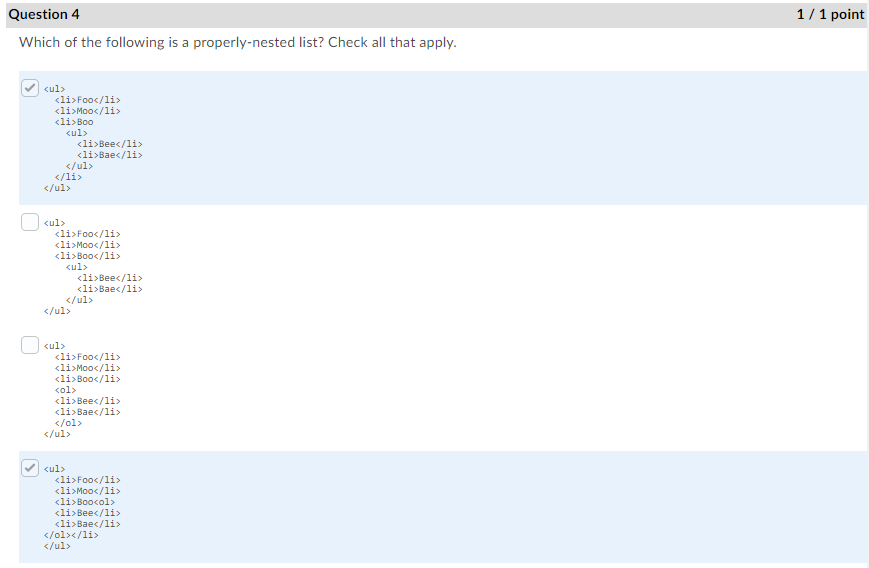 Question 4 1 / 1 point
Which of the following is a properly-nested list? Check all that apply.
<ul>
<li>Foo</li>
<li>Moo</li>
<li>Boo
<ul>
<li>Bee</li>
<li>Bae</li>
</ul>
</li>
</ul>
<ul>
<li>Foo</li>
<li>Moo</li>
<li>Boo</li>
<ul>
<li>Bee</li>
<li>Bae</li>
</ul>
</ul>
<ul>
<li>Foo</li>
<li>Moo</li>
<li>Boo</li>
<ol>
<li>Bee</li>
<li>Bae</li>
</ol>
</ul>
<ul>
<li>Foo</li>
<li>Moo</li>
<li>Boo<ol>
<li>Bee</li>
<li>Bae</li>
</ol></li>
</ul>